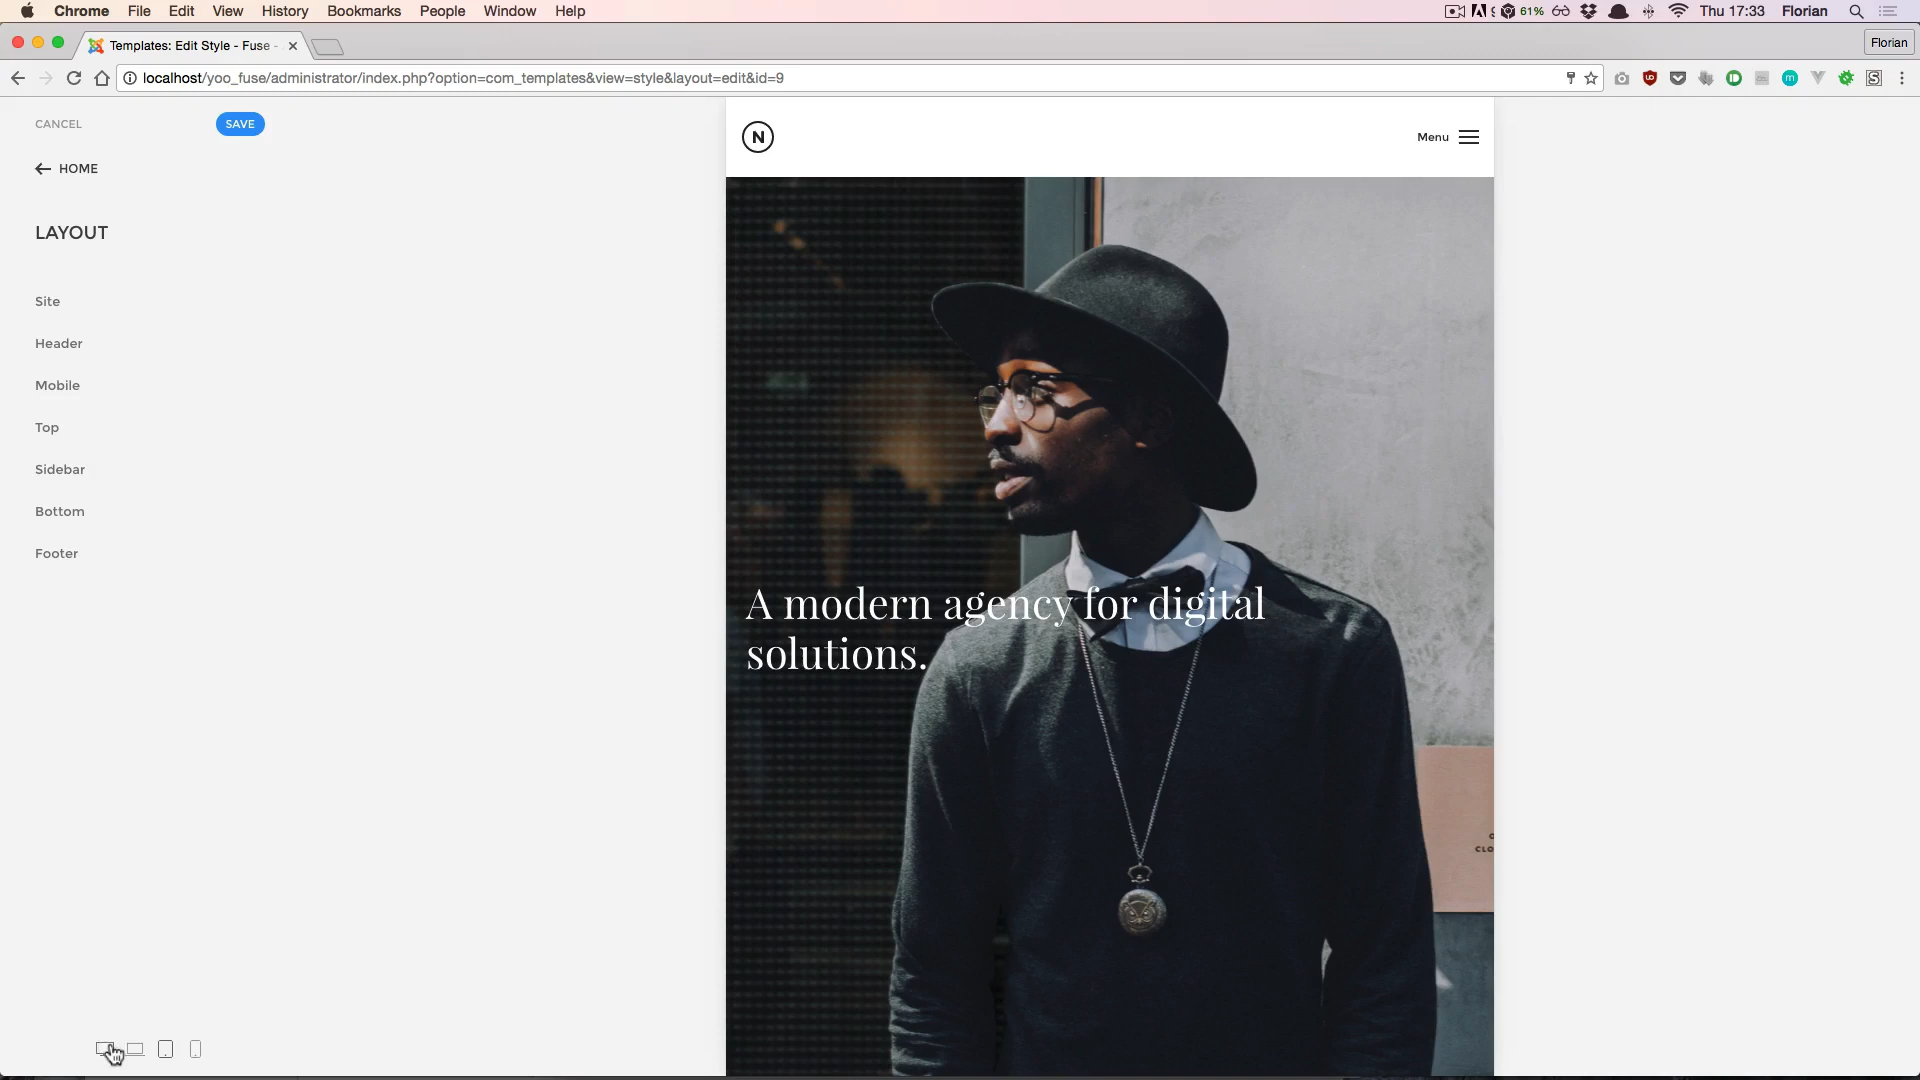 Chrome File Edit View History Bookmarks People Window Help
61% Thu 17:33 Florian
Templates: Edit Style - Fuse -
Florian
localhost/yoo_fuse/administrator/index.php?option=com_templates&view=style&layout=edit&id=9
CANCEL SAVE
HOME
LAYOUT
Site
Header
Mobile
Top
Sidebar
Bottom
Footer
N
Menu
A modern agency for digital
solutions.